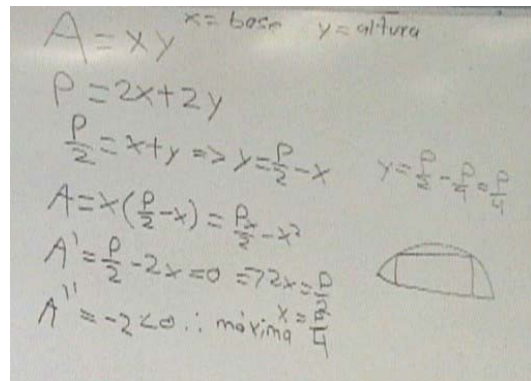 A = xy x = base y = altura
P = 2x + 2y
P/2 = x + y => y = P/2 - x
y = P/2 - P/4 = P/4
A = x(P/2 - x) = Px/2 - x²
A' = P/2 - 2x = 0 => 2x = P/2
x = P/4
A'' = -2 < 0 ∴ máxima